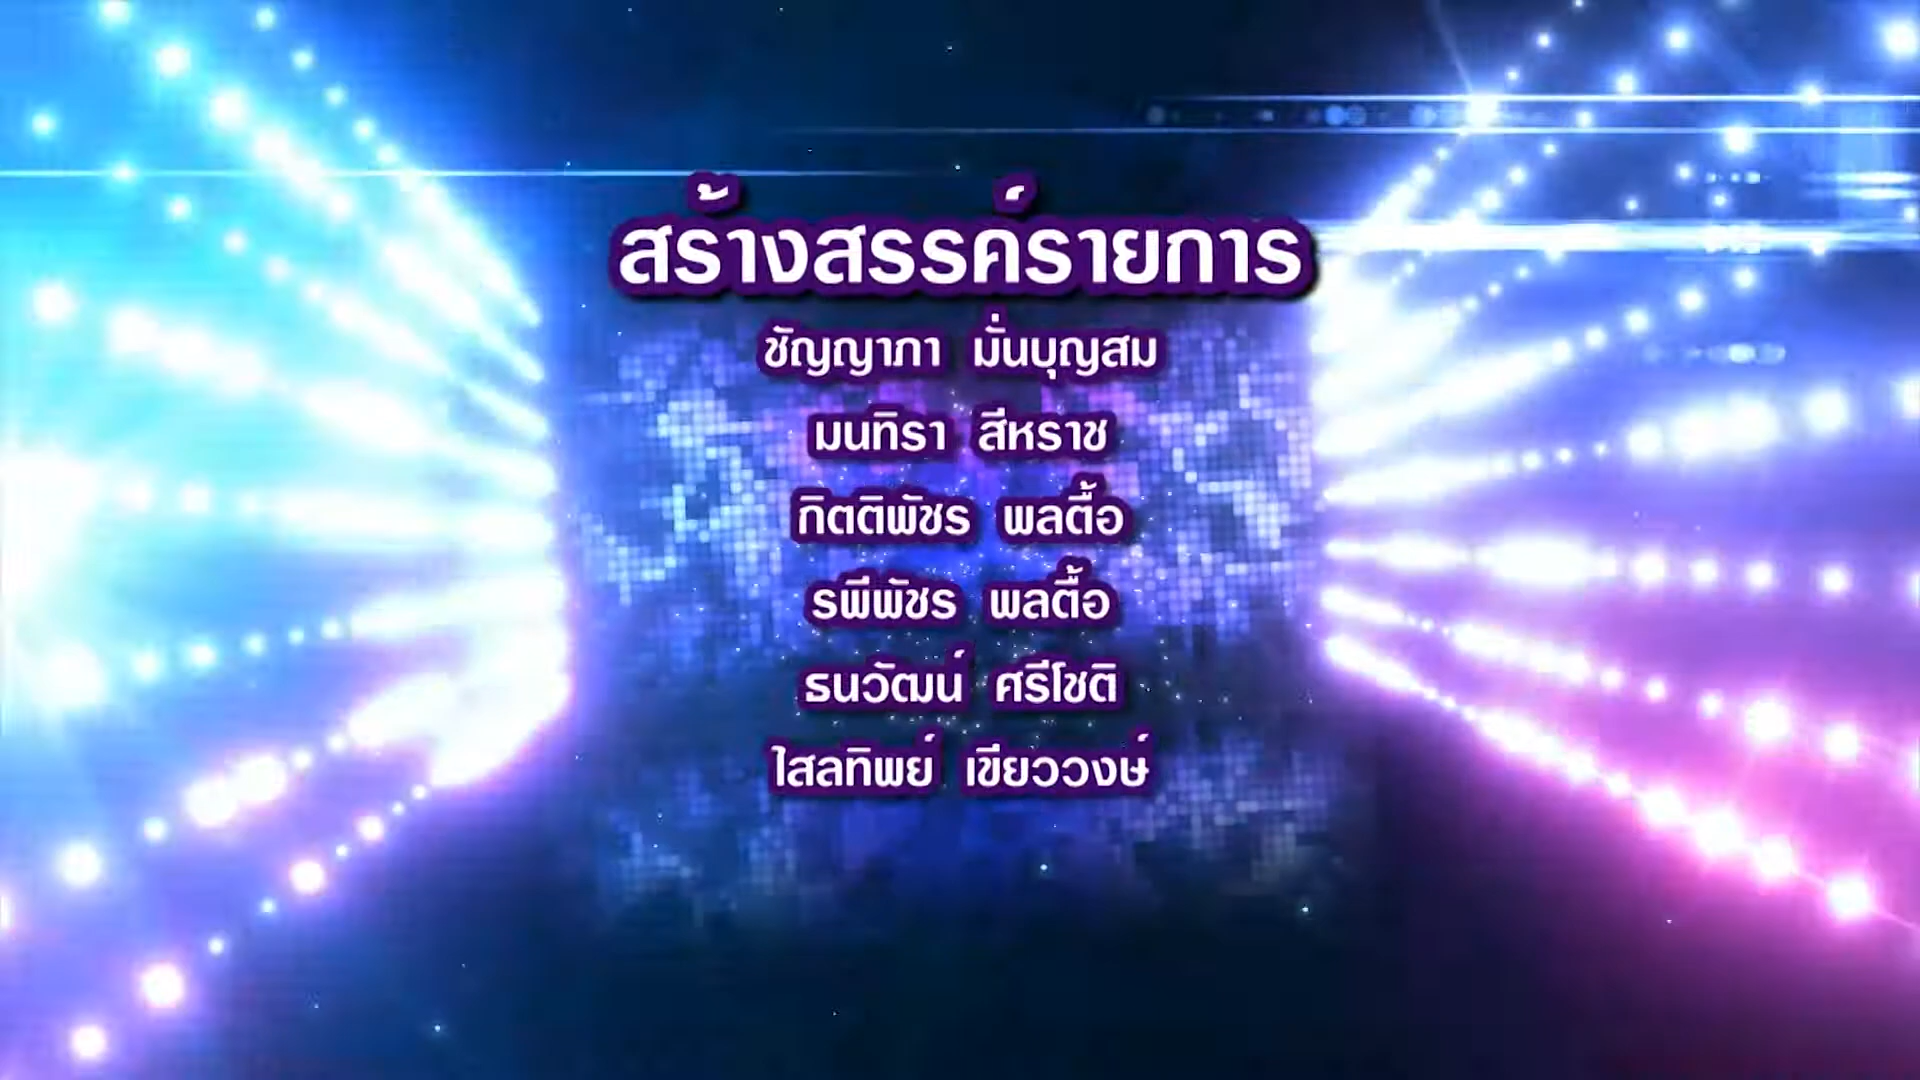 สร้างสรรค์รายการ
ชัญญาภา มั่นบุญสม
มนทิรา สีหราช
กิตติพัชร พลตื้อ
รพีพัชร พลตื้อ
ธนวัฒน์ ศรีโชติ
ไสลทิพย์ เขียววงษ์